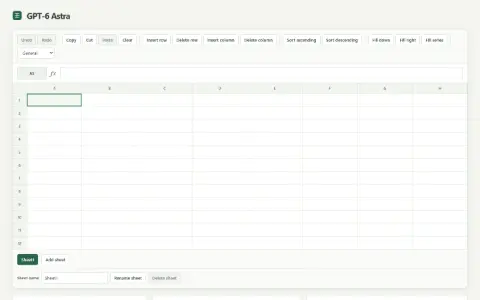 GPT-6 Astra
Undo Redo Copy Cut Paste Clear Insert row Delete row Insert column Delete column Sort ascending Sort descending Fill down Fill right Fill series
General
A1 ƒx
A B C D E F G H
1
2
3
4
5
6
7
8
9
10
11
12
Sheet1 Add sheet
Sheet name Sheet1 Rename sheet Delete sheet